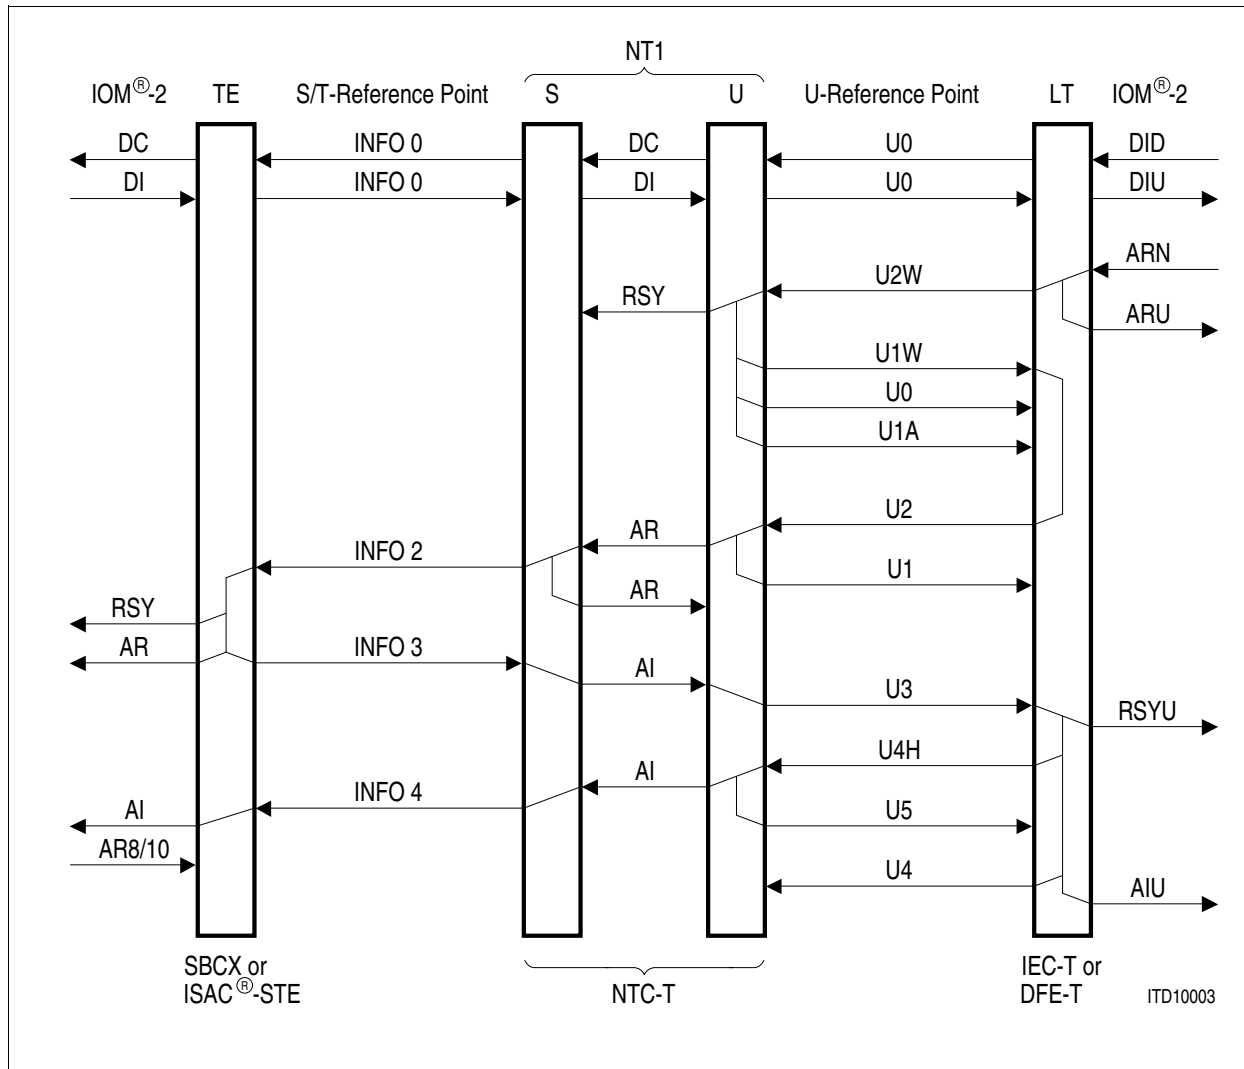 NT1
IOM®-2 TE S/T-Reference Point S U U-Reference Point LT IOM®-2
DC INFO 0 DC U0 DID
DI INFO 0 DI U0 DIU
ARN
U2W
RSY
ARU
U1W
U0
U1A
U2
AR
INFO 2
U1
AR
RSY
AR INFO 3
AI
U3
RSYU
U4H
AI
INFO 4
AI U5
AR8/10
U4
AIU
SBCX or
ISAC®-STE
NTC-T
IEC-T or
DFE-T
ITD10003